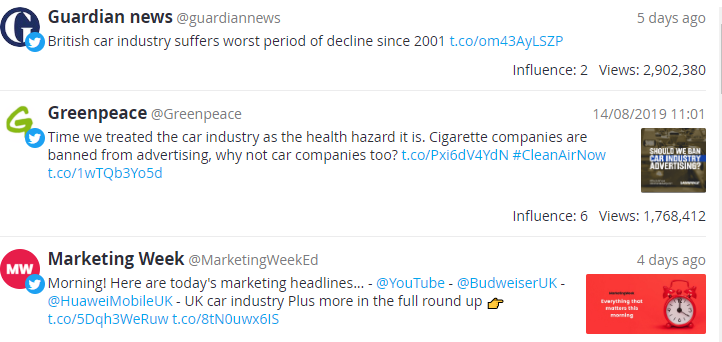 Guardian news @guardiannews 5 days ago
British car industry suffers worst period of decline since 2001 t.co/om43AyLSZP
Influence: 2 Views: 2,902,380
Greenpeace @Greenpeace 14/08/2019 11:01
Time we treated the car industry as the health hazard it is. Cigarette companies are
banned from advertising, why not car companies too? t.co/Pxi6dV4YdN #CleanAirNow
t.co/1wTQb3Yo5d
SHOULD WE BAN
CAR INDUSTRY
ADVERTISING?
Influence: 6 Views: 1,768,412
MW
Marketing Week @MarketingWeekEd 4 days ago
Morning! Here are today's marketing headlines... - @YouTube - @BudweiserUK -
@HuaweiMobileUK - UK car industry Plus more in the full round up 👉
t.co/5Dqh3WeRuw t.co/8tN0uwx6IS
Everything that
matters this
morning